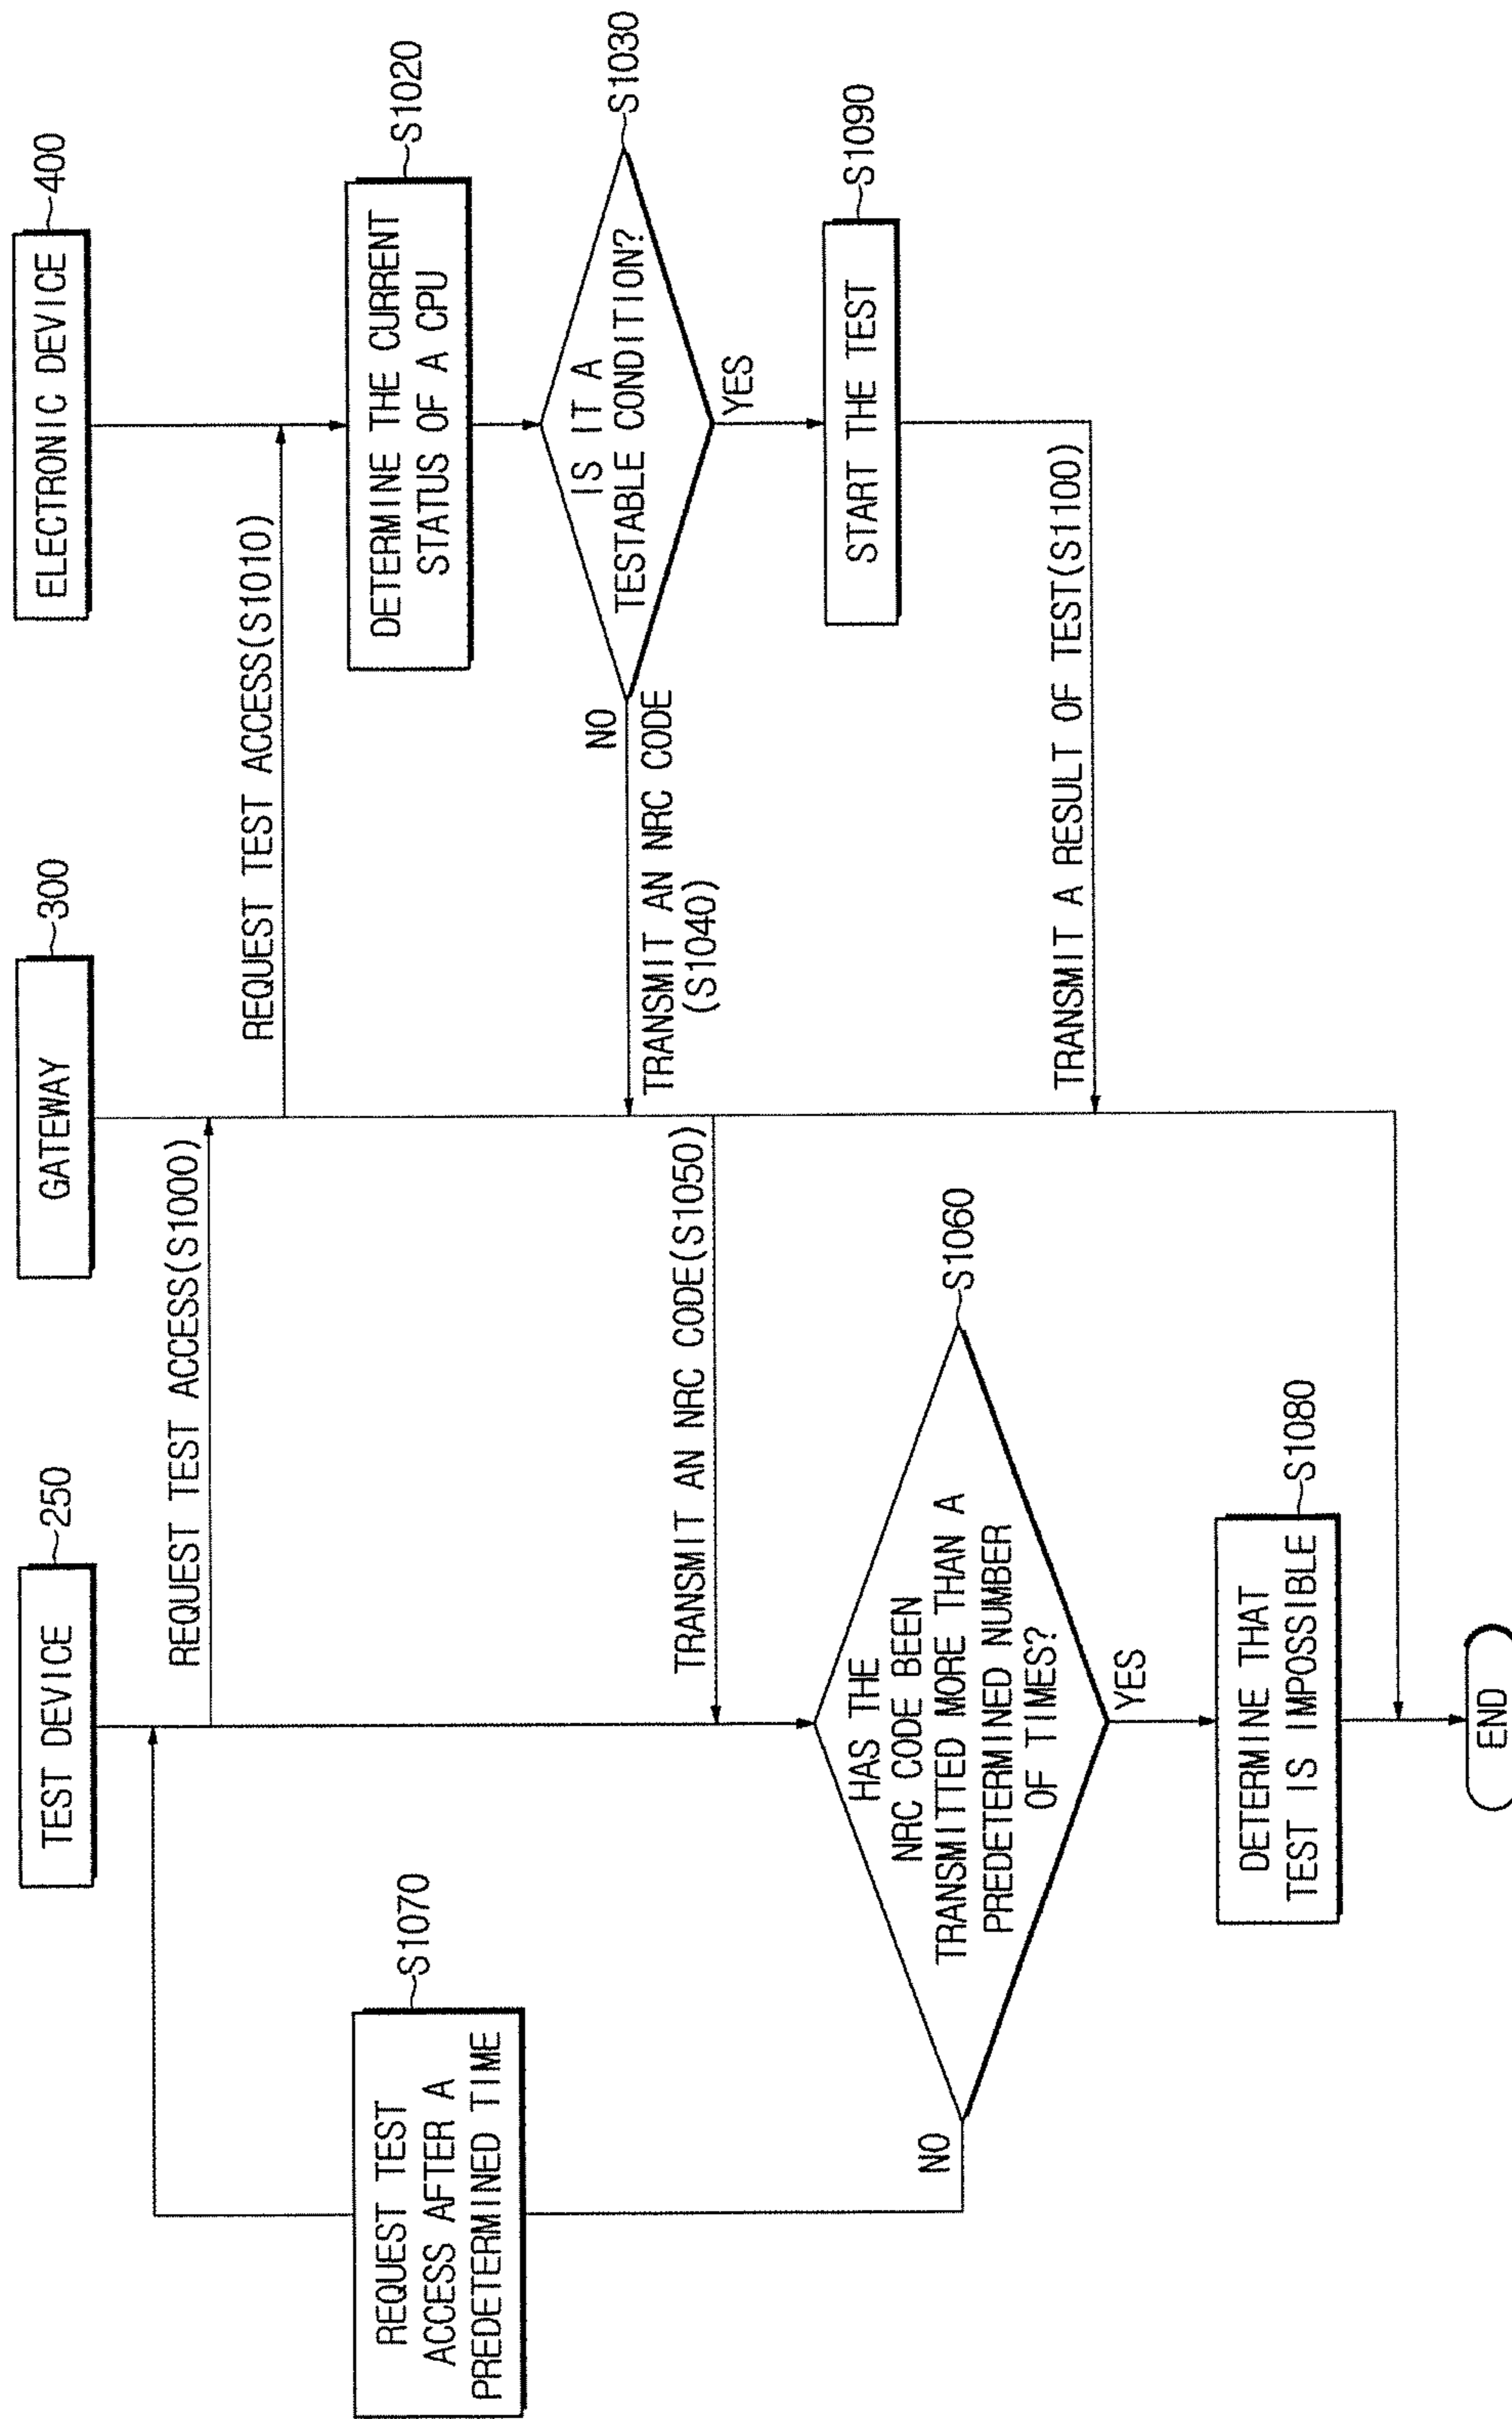 TEST DEVICE
250
GATEWAY
300
ELECTRONIC DEVICE
400
REQUEST TEST ACCESS(S1000)
REQUEST TEST ACCESS(S1010)
REQUEST TEST
ACCESS AFTER A
PREDETERMINED TIME
S1070
DETERMINE THE CURRENT
STATUS OF A CPU
S1020
IS IT A
TESTABLE CONDITION?
S1030
NO
YES
TRANSMIT AN NRC CODE
(S1040)
TRANSMIT AN NRC CODE(S1050)
HAS THE
NRC CODE BEEN
TRANSMITTED MORE THAN A
PREDETERMINED NUMBER
OF TIMES?
S1060
NO
YES
START THE TEST
S1090
TRANSMIT A RESULT OF TEST(S1100)
DETERMINE THAT
TEST IS IMPOSSIBLE
S1080
END